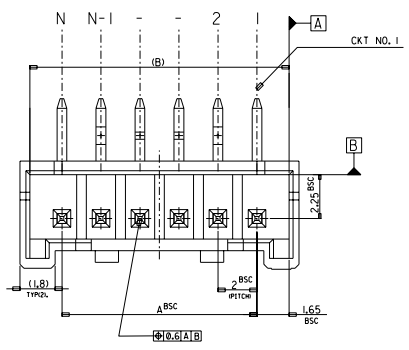 N N-1 - - 2 1
A
CKT NO. 1
(B)
B
2.25 BSC
(1.8)
TYP(2).
A BSC
2 BSC
(PITCH)
1.65
BSC
⌖ 0.6 A B